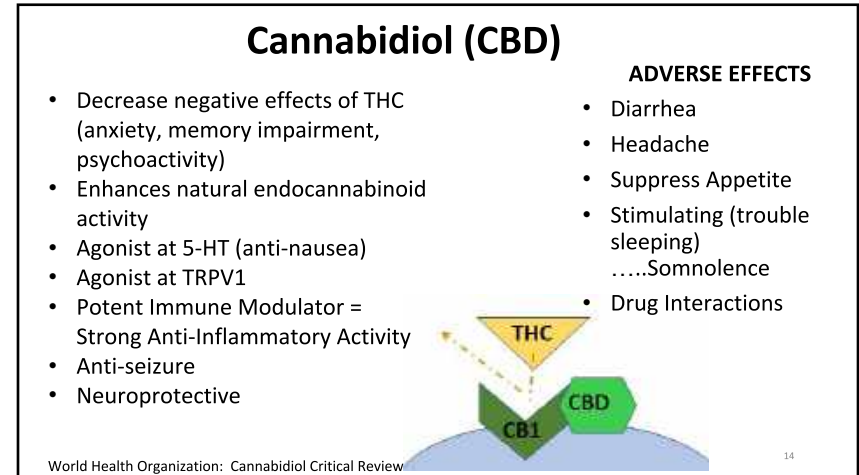 Cannabidiol (CBD)
• Decrease negative effects of THC
(anxiety, memory impairment,
psychoactivity)
• Enhances natural endocannabinoid
activity
• Agonist at 5-HT (anti-nausea)
• Agonist at TRPV1
• Potent Immune Modulator =
Strong Anti-Inflammatory Activity
• Anti-seizure
• Neuroprotective
ADVERSE EFFECTS
• Diarrhea
• Headache
• Suppress Appetite
• Stimulating (trouble
sleeping)
…..Somnolence
• Drug Interactions
THC
CBD
CB1
World Health Organization: Cannabidiol Critical Review
14